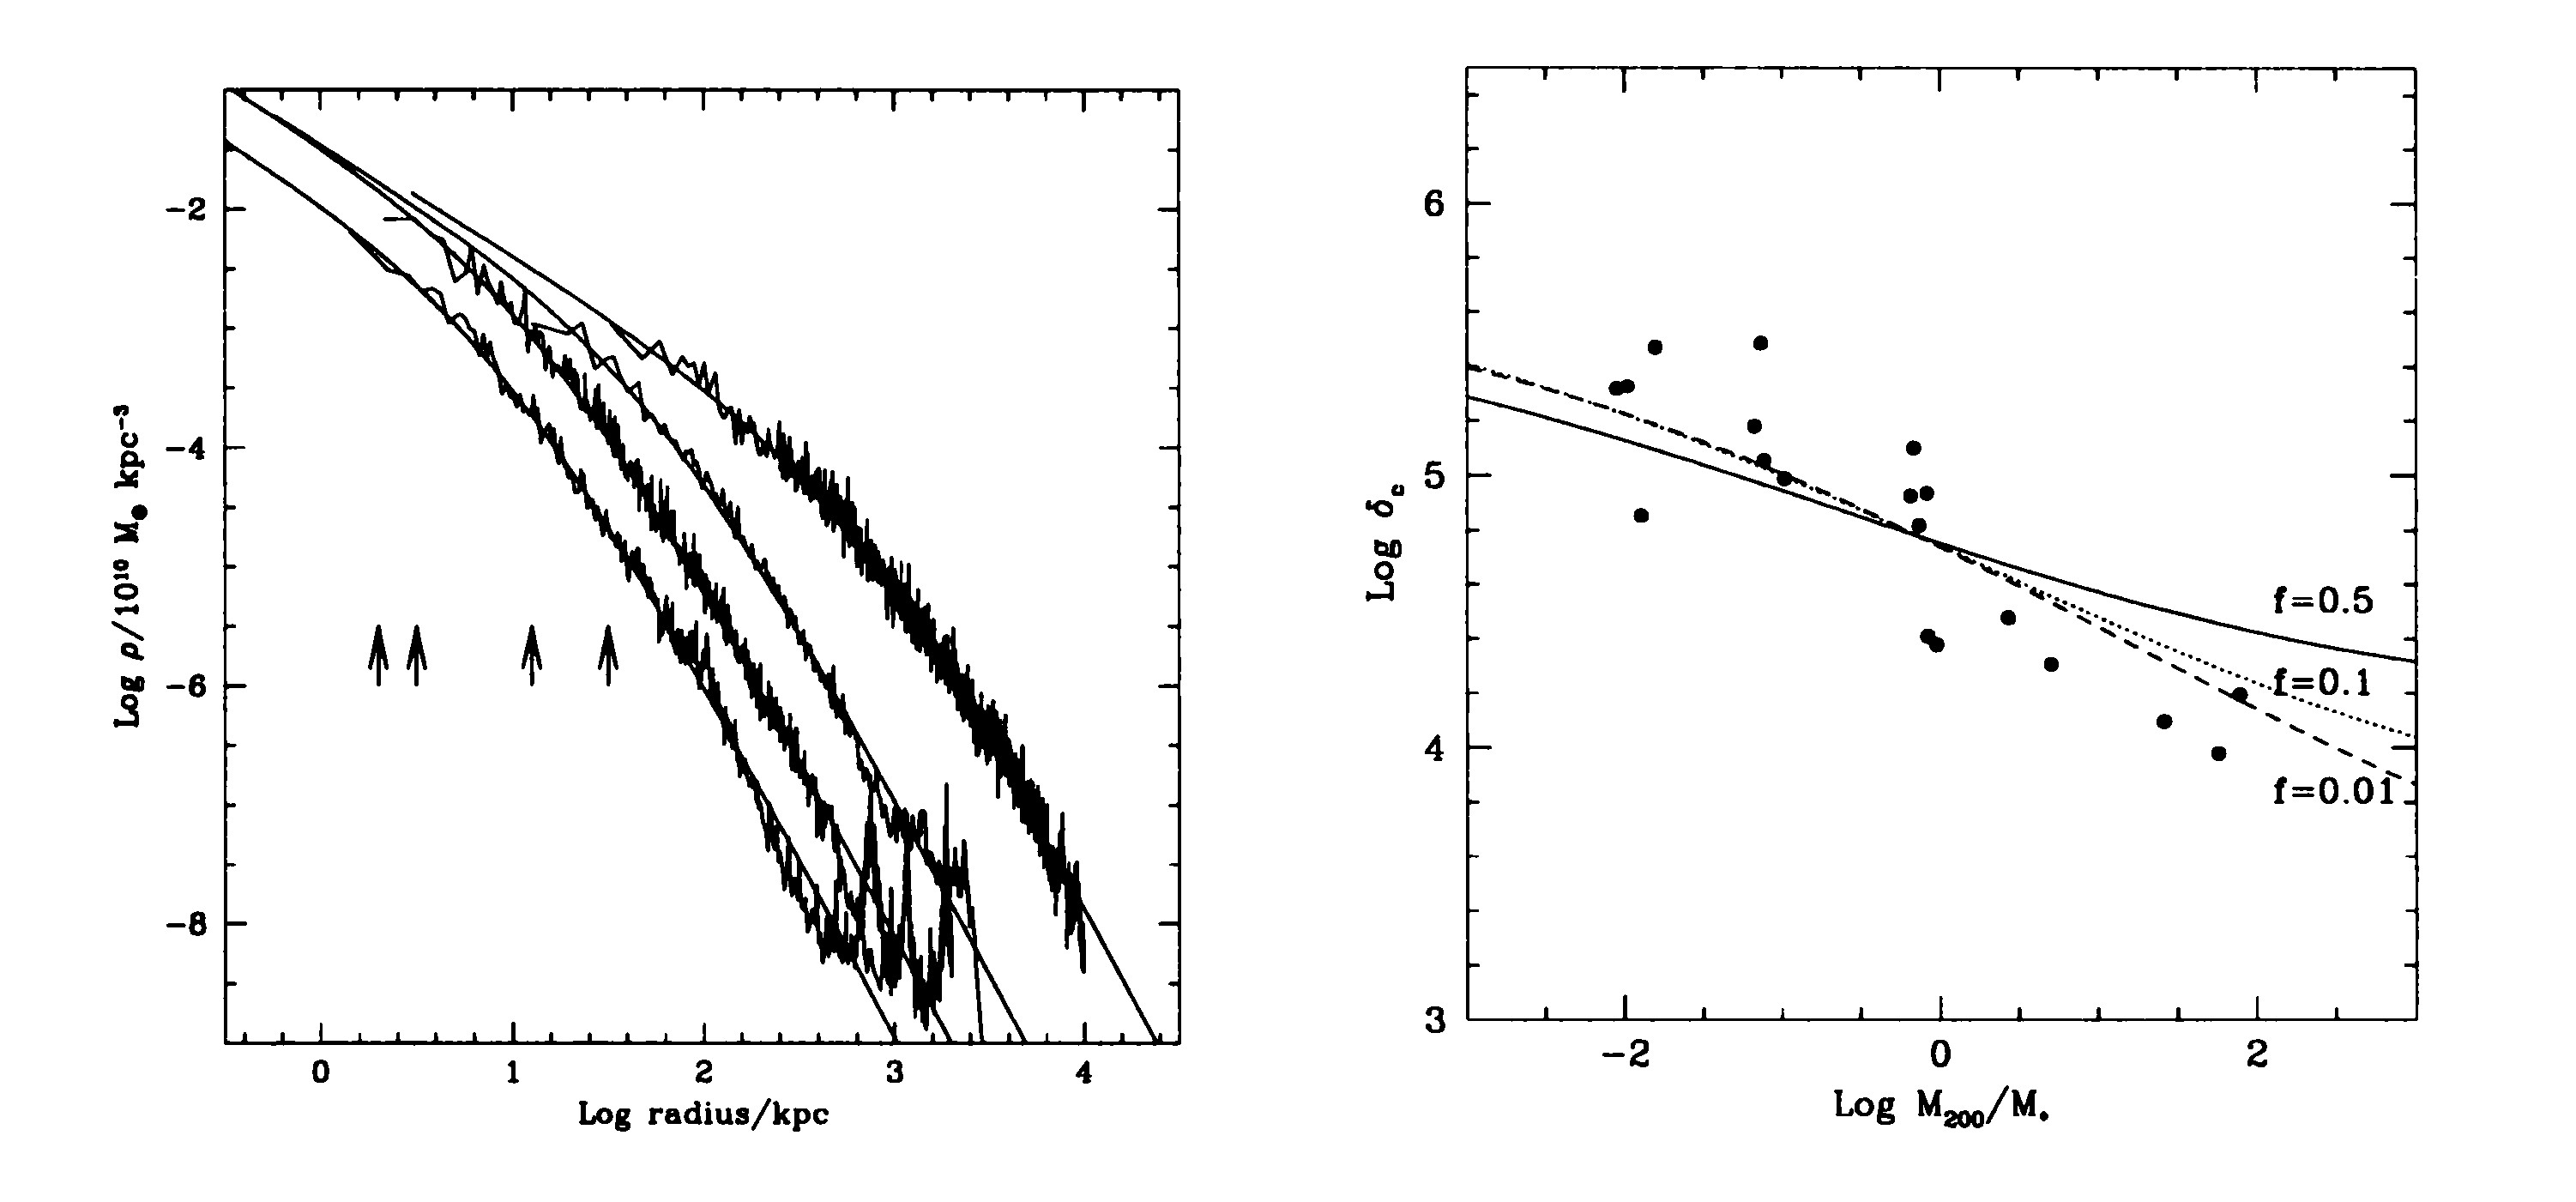 -2
-4
-6
-8
Log ρ/10¹⁰ M● kpc⁻³
0 1 2 3 4
Log radius/kpc
6
5
4
3
Log δc
f=0.5
f=0.1
f=0.01
-2 0 2
Log M₂₀₀/M*